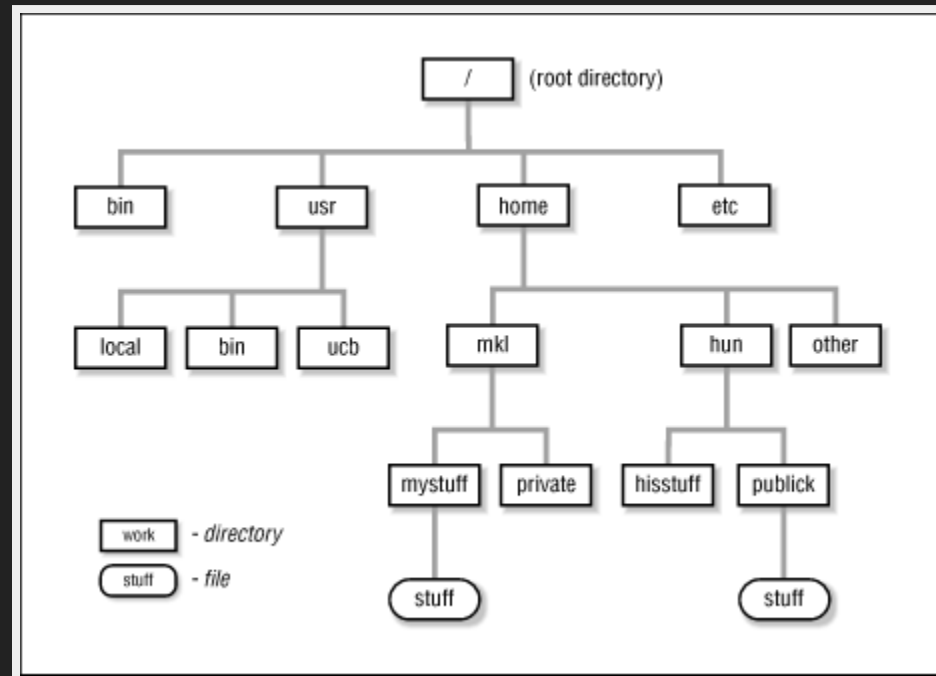 / (root directory)
bin usr home etc
local bin ucb mkl hun other
mystuff private hisstuff publick
work - directory
stuff - file
stuff stuff